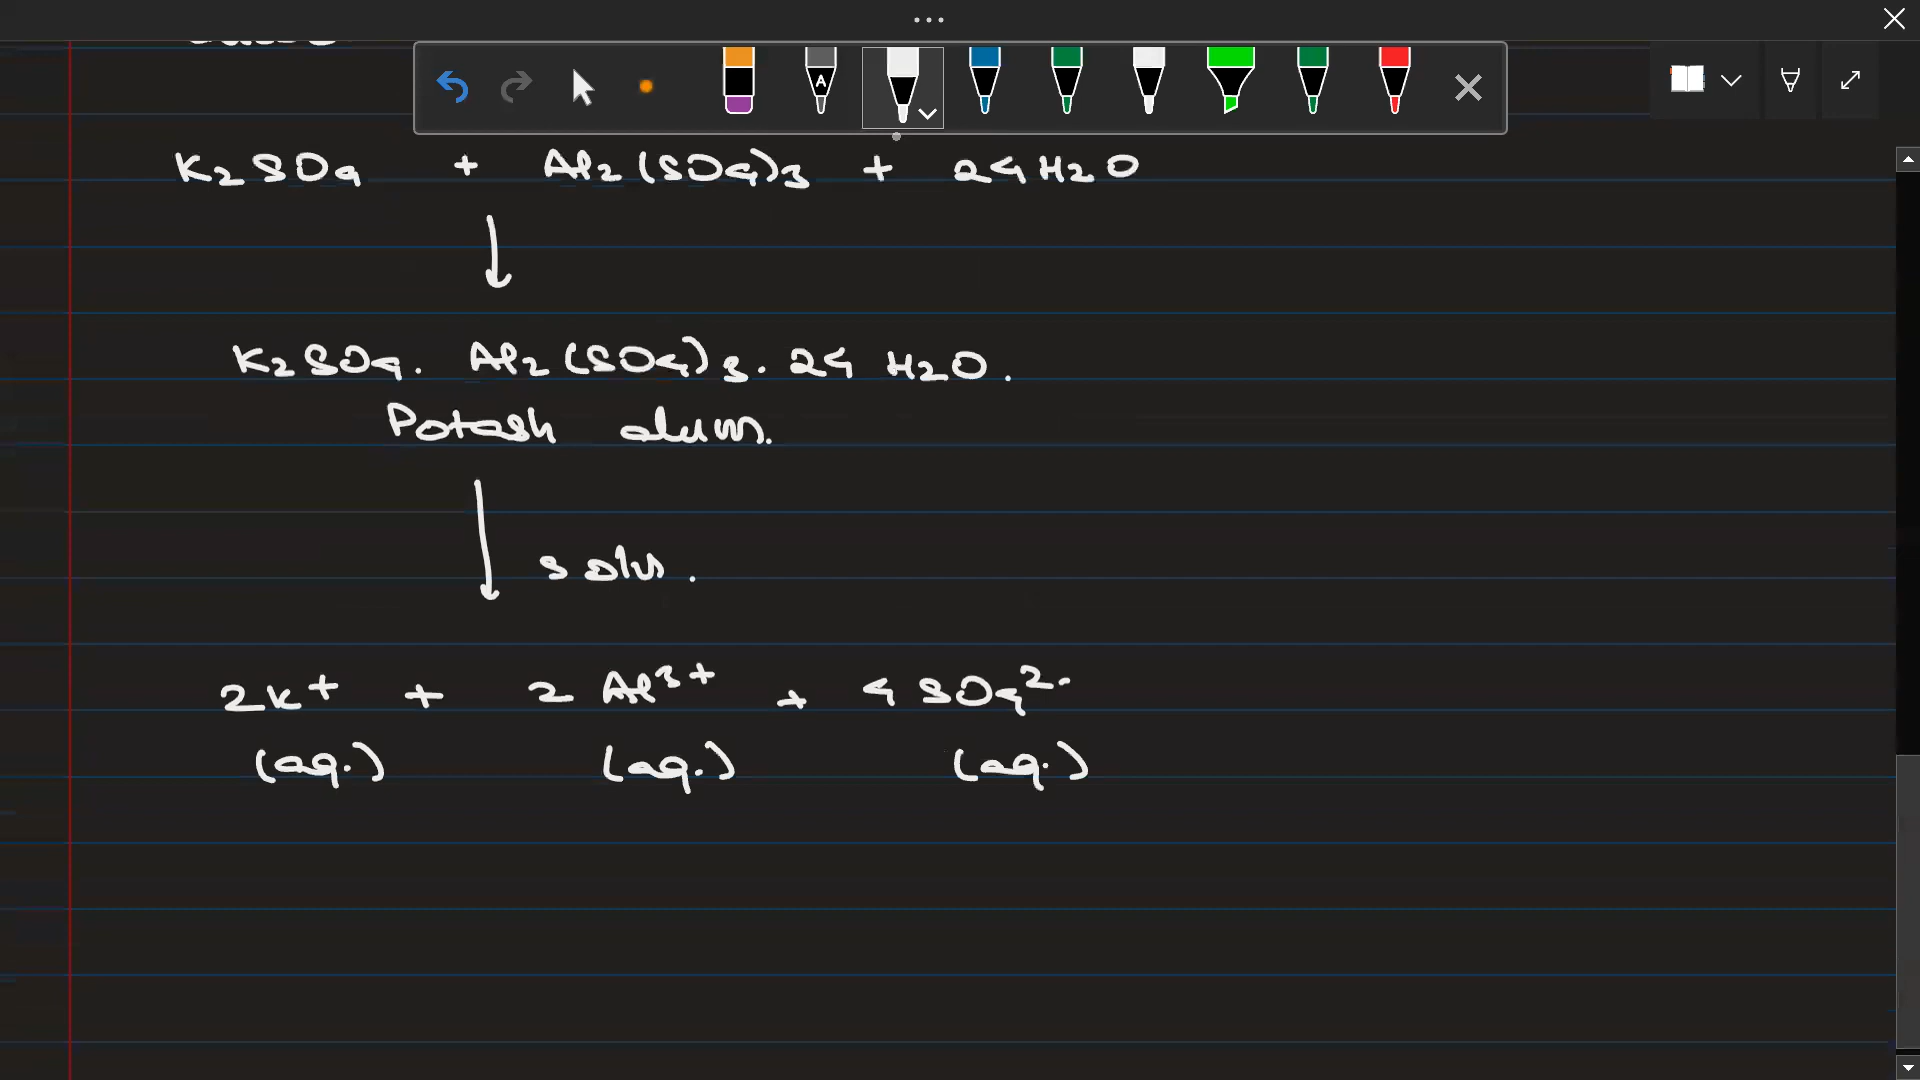 K2SO4 + Al2(SO4)3 + 24H2O
↓
K2SO4. Al2(SO4)3. 24 H2O.
Potash alum.
↓ soln.
2K+ + 2 Al3+ + 4 SO42-
(aq.) (aq.) (aq.)